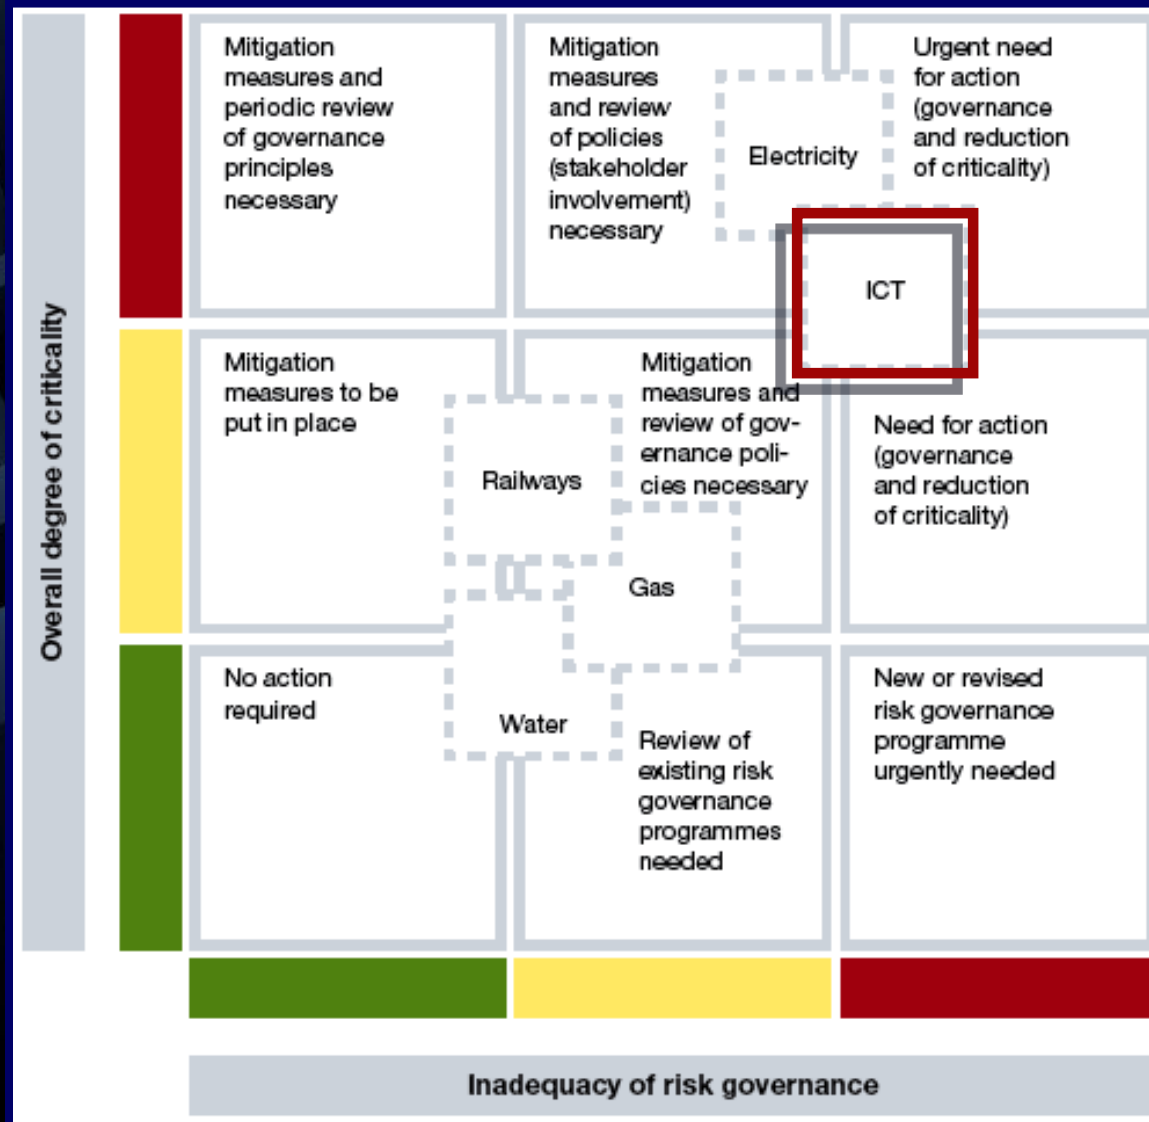 Overall degree of criticality
Mitigation
measures and
periodic review
of governance
principles
necessary
Mitigation
measures
and review
of policies
(stakeholder
involvement)
necessary
Electricity
Urgent need
for action
(governance
and reduction
of criticality)
ICT
Mitigation
measures to be
put in place
Railways
Mitigation
measures and
review of gov-
ernance poli-
cies necessary
Gas
Need for action
(governance
and reduction
of criticality)
No action
required
Water
Review of
existing risk
governance
programmes
needed
New or revised
risk governance
programme
urgently needed
Inadequacy of risk governance